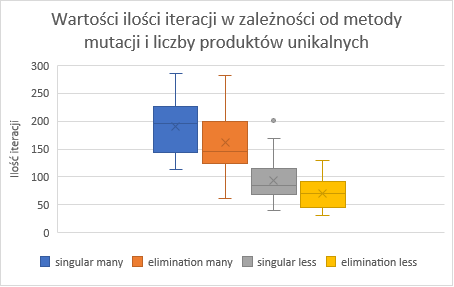 Wartości ilości iteracji w zależności od metody
mutacji i liczby produktów unikalnych
Ilość iteracji
300
250
200
150
100
50
0
singular many elimination many singular less elimination less